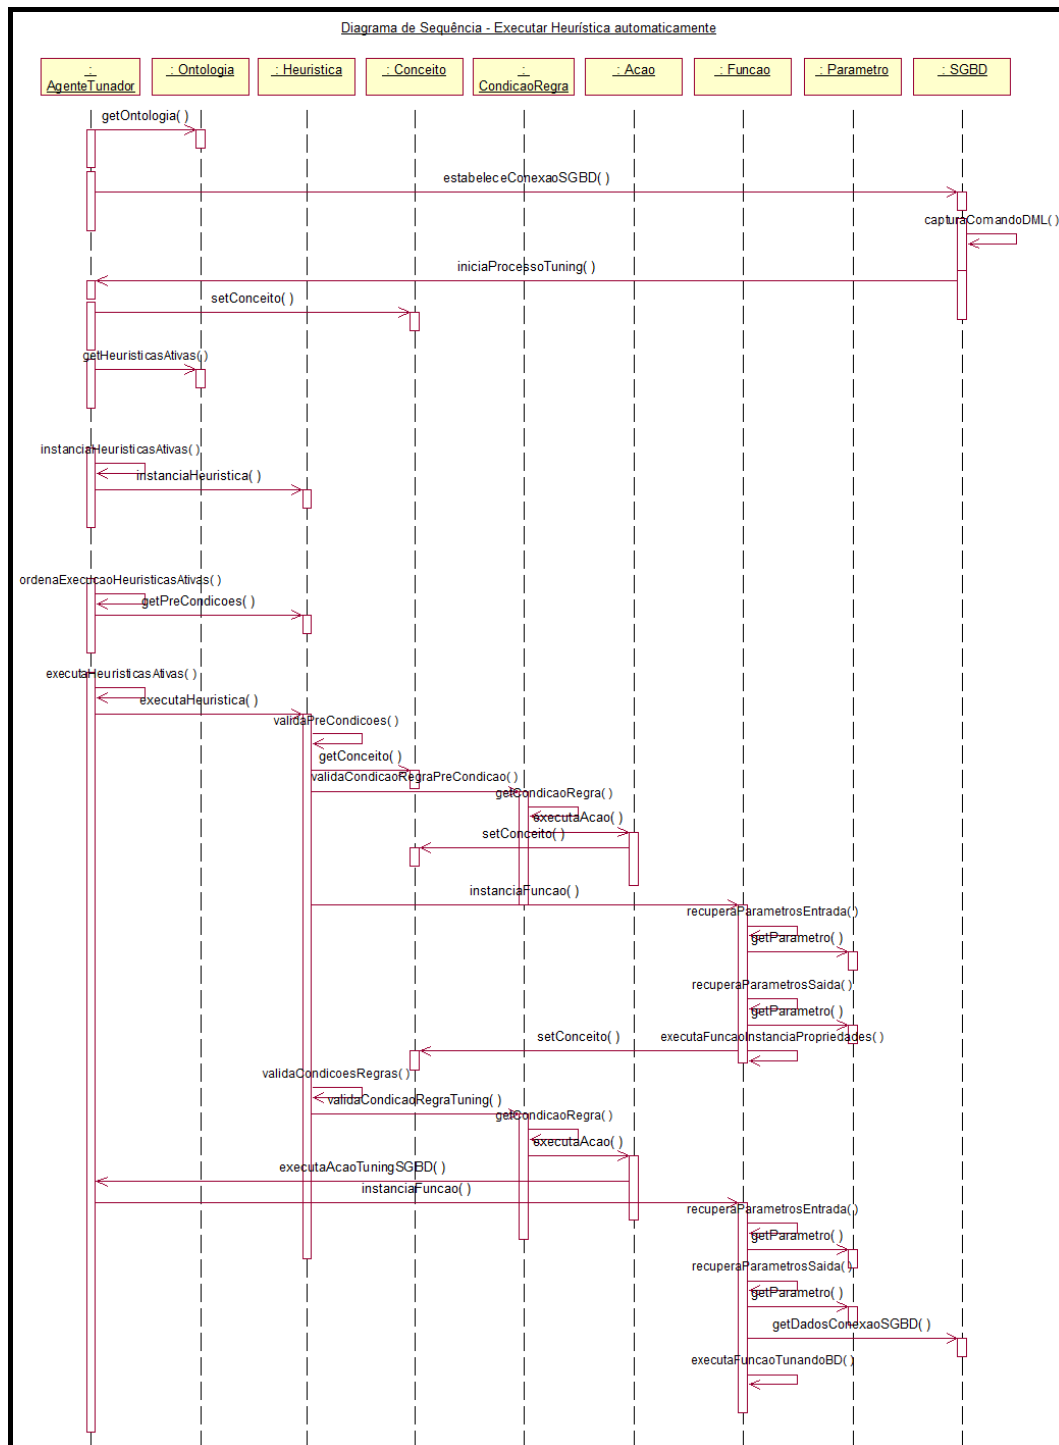 Diagrama de Sequência - Executar Heurística automaticamente
:
AgenteTunador
: Ontologia
: Heuristica
: Conceito
:
CondicaoRegra
: Acao
: Funcao
: Parametro
: SGBD
getOntologia( )
estabeleceConexaoSGBD( )
capturaComandoDML( )
iniciaProcessoTuning( )
setConceito( )
getHeuristicasAtivas( )
instanciaHeuristicasAtivas( )
instanciaHeuristica( )
ordenaExecucaoHeuristicasAtivas( )
getPreCondicoes( )
executaHeuristicasAtivas( )
executaHeuristica( )
validaPreCondicoes( )
getConceito( )
validaCondicaoRegraPreCondicao( )
getCondicaoRegra( )
executaAcao( )
setConceito( )
instanciaFuncao( )
recuperaParametrosEntrada( )
getParametro( )
recuperaParametrosSaida( )
getParametro( )
setConceito( )
executaFuncaoInstanciaPropriedades( )
validaCondicoesRegras( )
validaCondicaoRegraTuning( )
getCondicaoRegra( )
executaAcao( )
executaAcaoTuningSGBD( )
instanciaFuncao( )
recuperaParametrosEntrada( )
getParametro( )
recuperaParametrosSaida( )
getParametro( )
getDadosConexaoSGBD( )
executaFuncaoTunandoBD( )